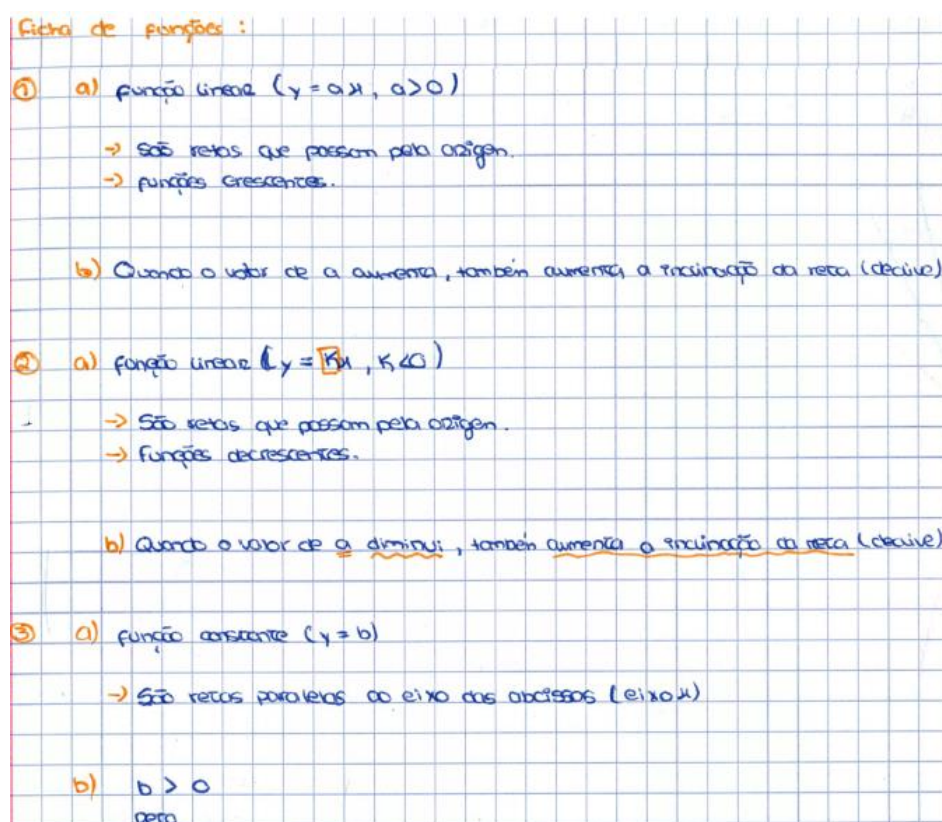 Ficha de funções :
① a) função linear (y = ax, a>0)
→ São retas que passam pela origem.
→ funções crescentes.
b) Quando o valor de a aumenta, também aumenta a inclinação da reta (declive)
② a) função linear (y = Kx, K<0)
→ São retas que passam pela origem.
→ Funções decrescentes.
b) Quando o valor de a diminui, também aumenta a inclinação da reta (declive)
③ a) função constante (y = b)
→ São retas paralelas ao eixo das abcissas (eixo x)
b) b > 0